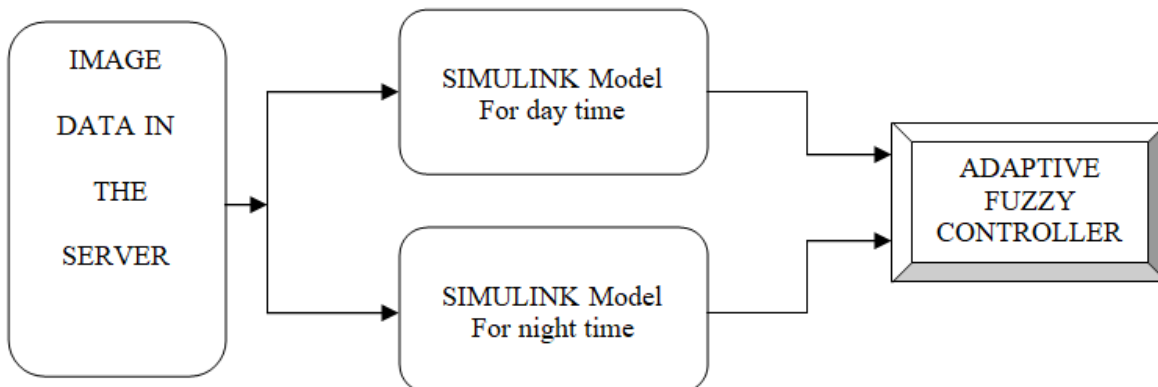 IMAGE
DATA IN
THE
SERVER
SIMULINK Model
For day time
SIMULINK Model
For night time
ADAPTIVE
FUZZY
CONTROLLER